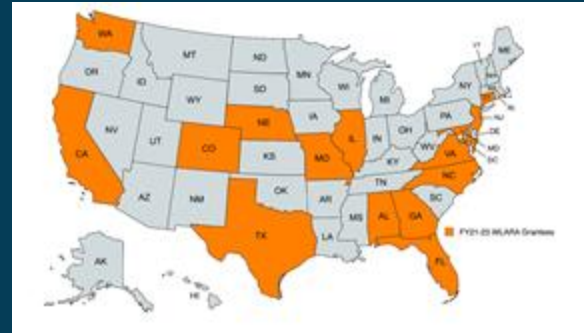 WA
MT
ND
MN
ME
VT
OR
ID
SD
WI
MI
NY
WY
IA
PA
NJ
RI
NV
NE
IL
IN
OH
DE
MD
DC
CA
UT
CO
KS
MO
KY
WV
VA
AZ
NM
OK
AR
TN
NC
SC
TX
LA
MS
AL
GA
FL
AK
HI
FY21-23 WLARA Grantees